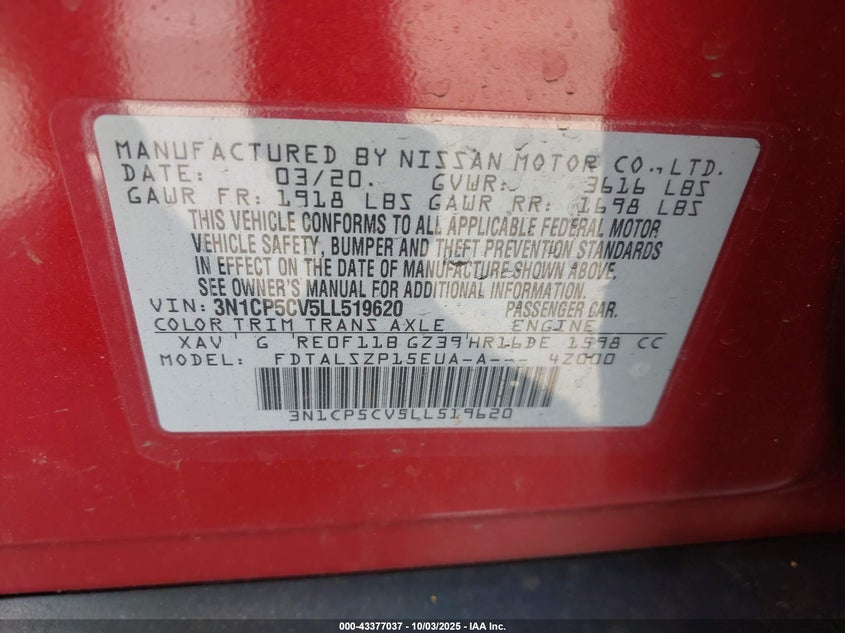 MANUFACTURED BY NISSAN MOTOR CO., LTD.
DATE: 03/20. GVWR: 3616 LBS
GAWR FR: 1918 LBS GAWR RR: 1698 LBS
THIS VEHICLE CONFORMS TO ALL APPLICABLE FEDERAL MOTOR
VEHICLE SAFETY, BUMPER AND THEFT PREVENTION STANDARDS
IN EFFECT ON THE DATE OF MANUFACTURE SHOWN ABOVE.
SEE OWNER'S MANUAL FOR ADDITIONAL INFORMATION.
VIN: 3N1CP5CV5LL519620 PASSENGER CAR.
COLOR TRIM TRANS AXLE ENGINE
XAV G RE0F11B GZ39 HR16DE 1598 CC
MODEL: FDTALSZP15EUA-A--- 4Z000
3N1CP5CV5LL519620
000-43377037 - 10/03/2025 - IAA Inc.